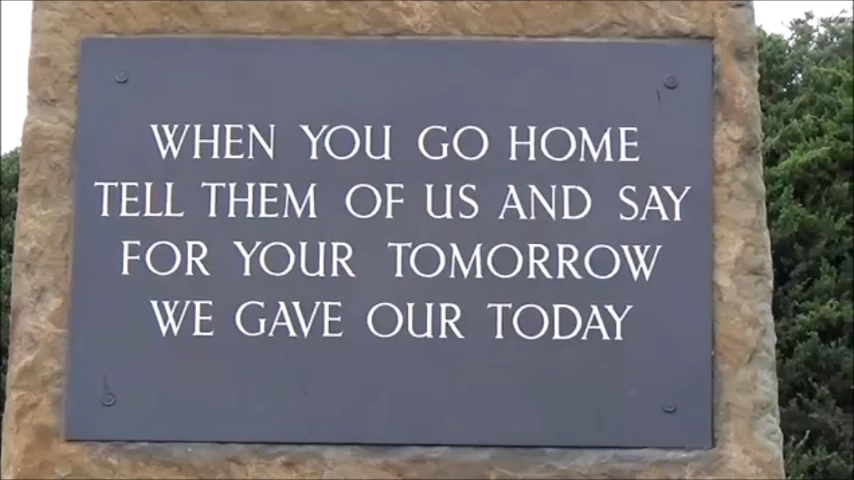 WHEN YOU GO HOME
TELL THEM OF US AND SAY
FOR YOUR TOMORROW
WE GAVE OUR TODAY